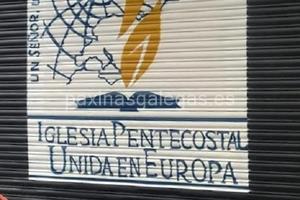 UN SEÑOR, U
paxinasgalegas.es
IGLESIA PENTECOSTAL
UNIDA EN EUROPA